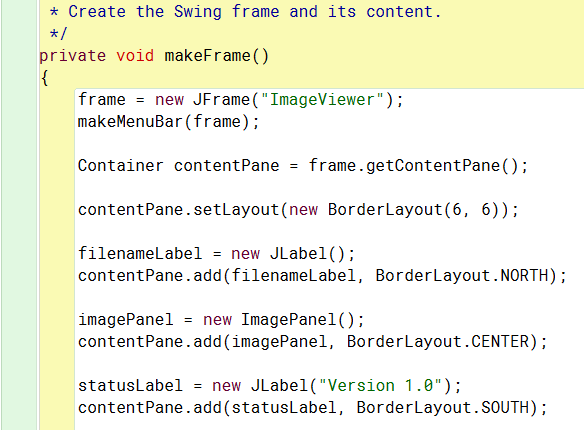 * Create the Swing frame and its content.
*/
private void makeFrame()
{
frame = new JFrame("ImageViewer");
makeMenuBar(frame);
Container contentPane = frame.getContentPane();
contentPane.setLayout(new BorderLayout(6, 6));
filenameLabel = new JLabel();
contentPane.add(filenameLabel, BorderLayout.NORTH);
imagePanel = new ImagePanel();
contentPane.add(imagePanel, BorderLayout.CENTER);
statusLabel = new JLabel("Version 1.0");
contentPane.add(statusLabel, BorderLayout.SOUTH);